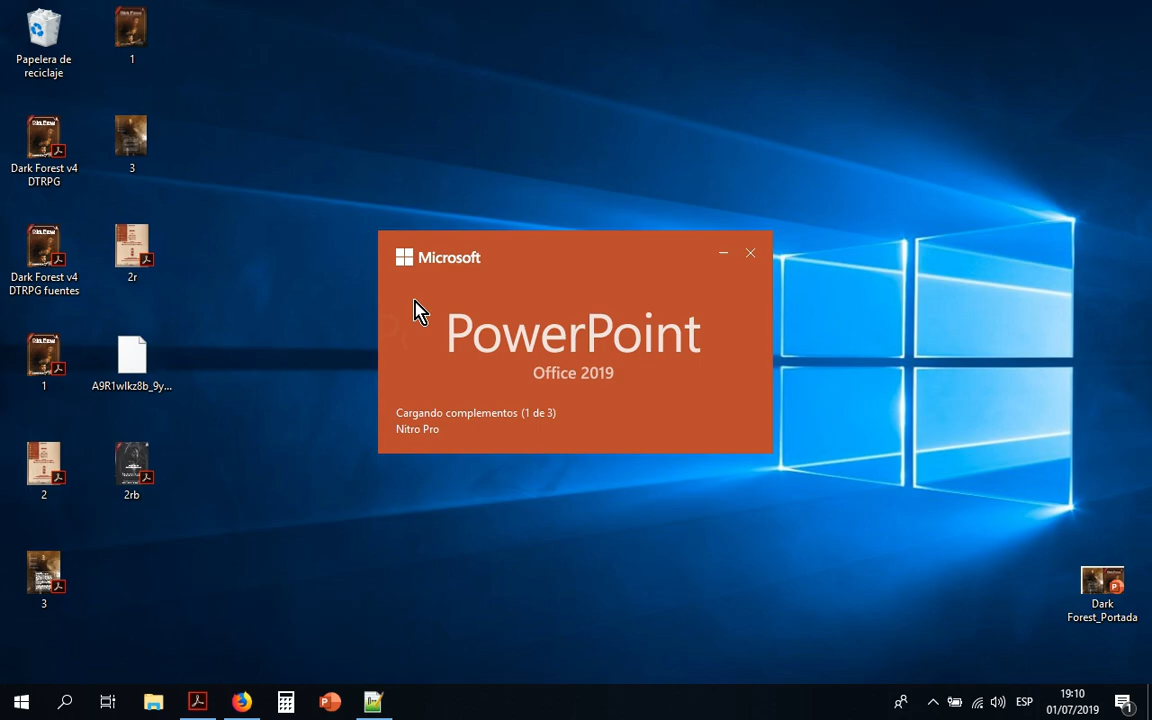 Papelera de
reciclaje
1
Dark Forest v4
DTRPG
3
Dark Forest v4
DTRPG fuentes
2r
1
A9R1wlkz8b_9y...
2
2rb
3
Microsoft
PowerPoint
Office 2019
Cargando complementos (1 de 3)
Nitro Pro
Dark
Forest_Portada
ESP
19:10
01/07/2019
1